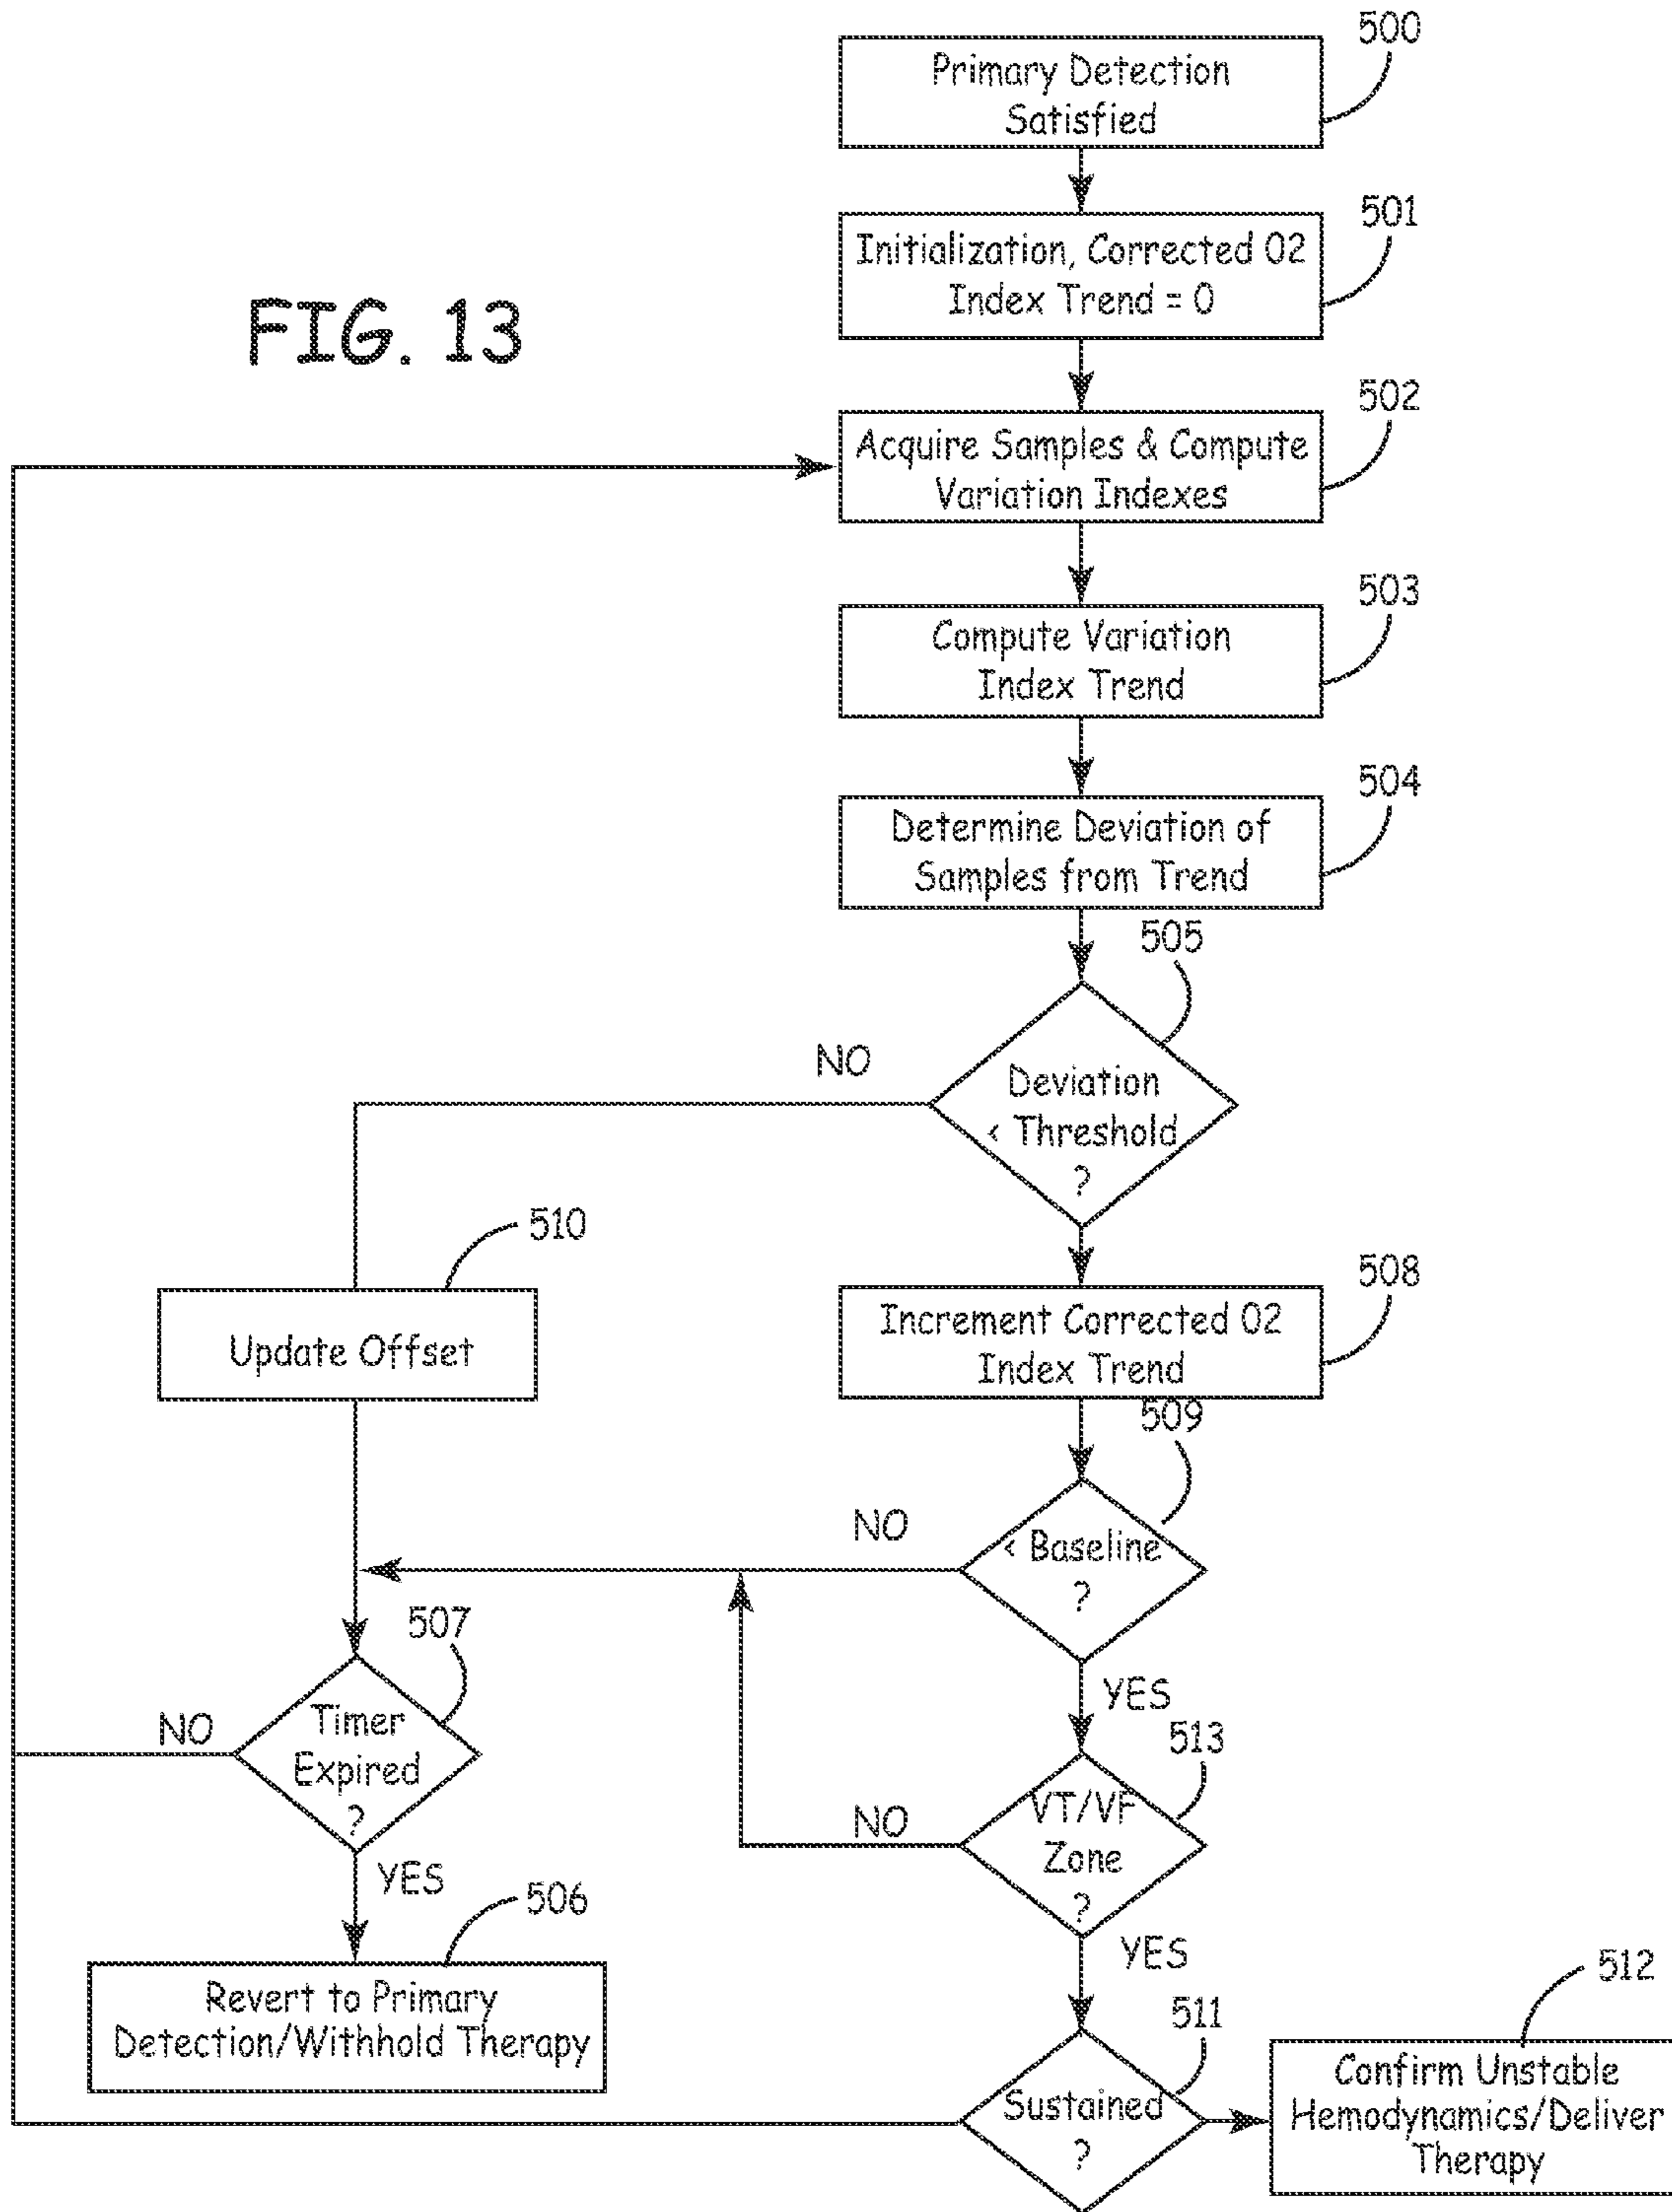 500
Primary Detection
Satisfied
501
Initialization, Corrected O2
Index Trend = 0
FIG. 13
502
Acquire Samples & Compute
Variation Indexes
503
Compute Variation
Index Trend
504
Determine Deviation of
Samples from Trend
505
NO
Deviation
< Threshold
?
510
Update Offset
508
Increment Corrected O2
Index Trend
509
NO
< Baseline
?
507
Timer
Expired
?
NO
YES
YES
513
VT/VF
Zone
?
NO
506
Revert to Primary
Detection/Withhold Therapy
YES
511
Sustained
?
512
Confirm Unstable
Hemodynamics/Deliver
Therapy